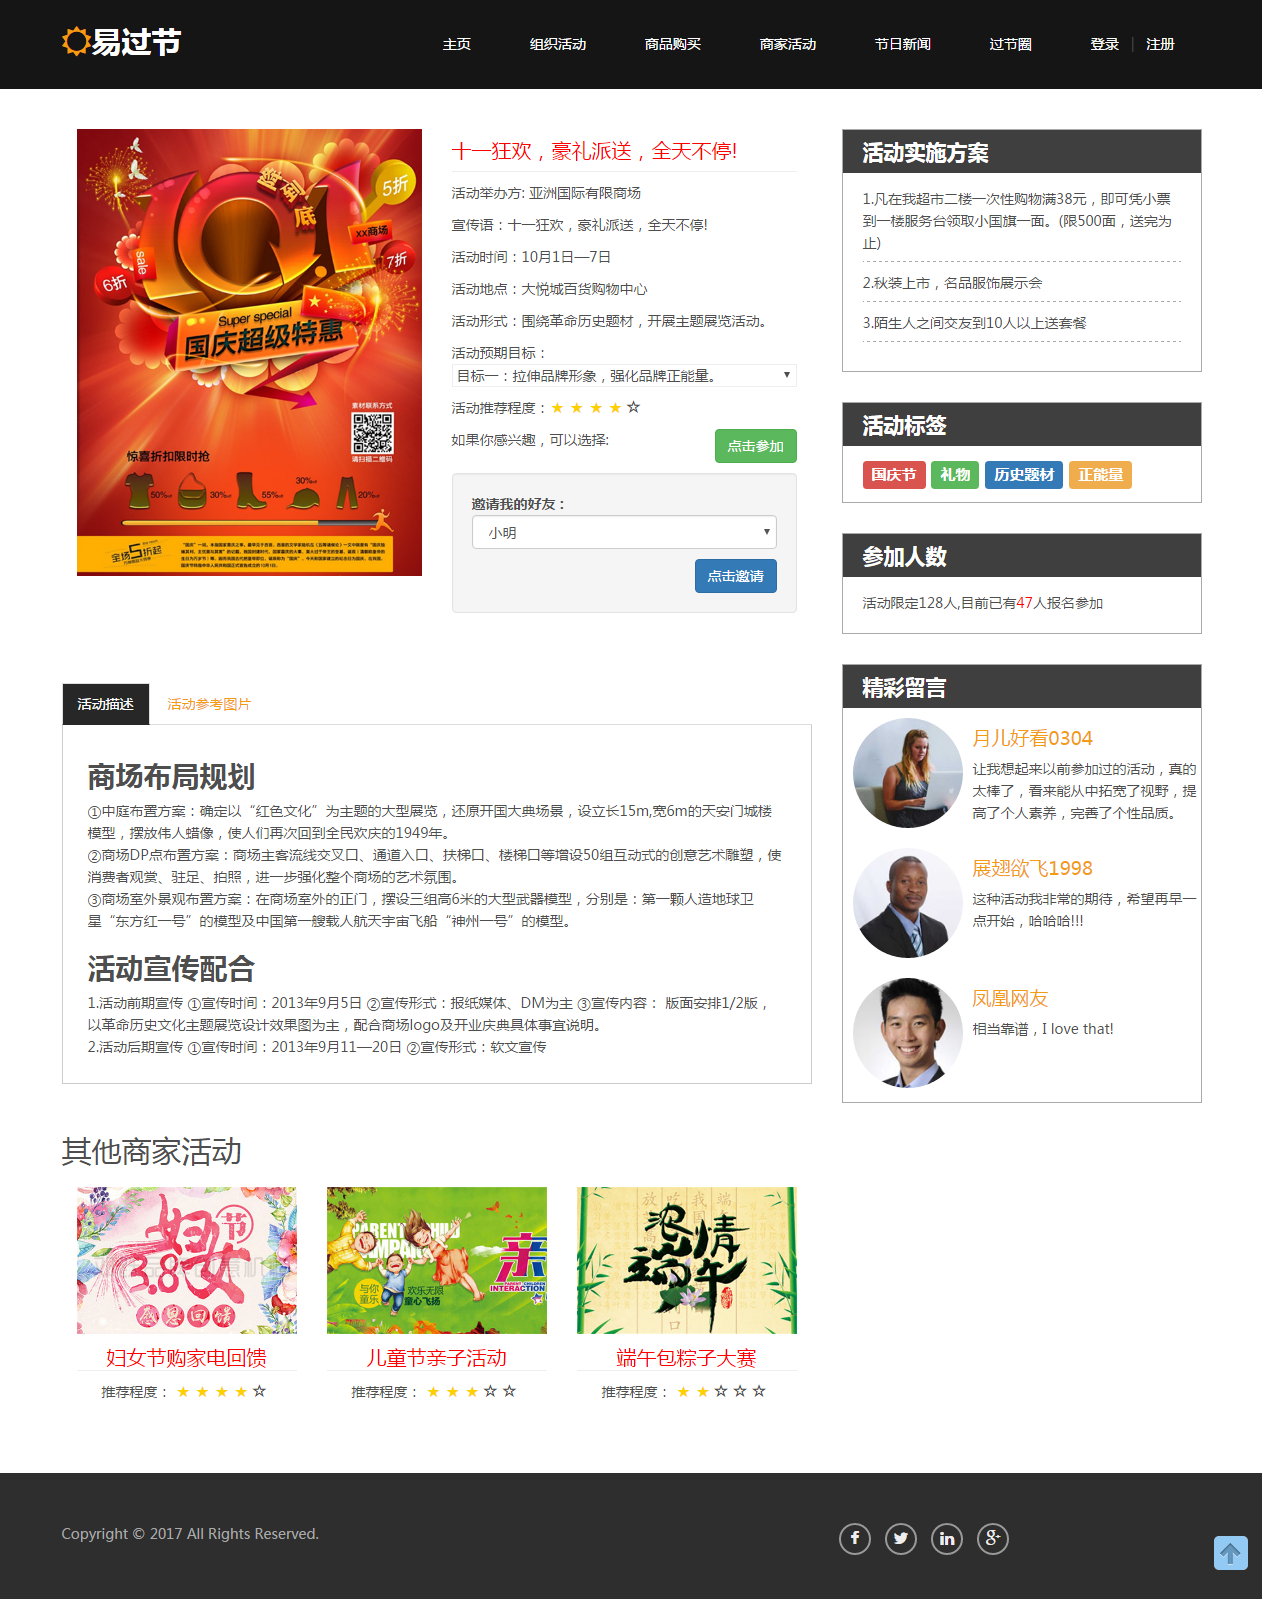 易过节
主页 组织活动 商品购买 商家活动 节日新闻 过节圈 登录 | 注册
隆到底
5折
xx商场
7折
sale
6折
10.1
Super special
国庆超级特惠
素材联系方式
请扫描二维码
惊喜折扣限时抢
50%off 30%off 55%off 30%off 20%off
全场5折起
十一狂欢，豪礼派送，全天不停!
活动举办方: 亚洲国际有限商场
宣传语：十一狂欢，豪礼派送，全天不停!
活动时间：10月1日—7日
活动地点：大悦城百货购物中心
活动形式：围绕革命历史题材，开展主题展览活动。
活动预期目标：
目标一：拉伸品牌形象，强化品牌正能量。
活动推荐程度：★ ★ ★ ★ ☆
如果你感兴趣，可以选择:
点击参加
邀请我的好友：
小明
点击邀请
活动实施方案
1.凡在我超市二楼一次性购物满38元，即可凭小票
到一楼服务台领取小国旗一面。(限500面，送完为
止)
2.秋装上市，名品服饰展示会
3.陌生人之间交友到10人以上送套餐
活动标签
国庆节 礼物 历史题材 正能量
参加人数
活动限定128人,目前已有47人报名参加
精彩留言
月儿好看0304
让我想起来以前参加过的活动，真的
太棒了，看来能从中拓宽了视野，提
高了个人素养，完善了个性品质。
展翅欲飞1998
这种活动我非常的期待，希望再早一
点开始，哈哈哈!!!
凤凰网友
相当靠谱，I love that!
活动描述 活动参考图片
商场布局规划
①中庭布置方案：确定以“红色文化”为主题的大型展览，还原开国大典场景，设立长15m,宽6m的天安门城楼
模型，摆放伟人蜡像，使人们再次回到全民欢庆的1949年。
②商场DP点布置方案：商场主客流线交叉口、通道入口、扶梯口、楼梯口等增设50组互动式的创意艺术雕塑，使
消费者观赏、驻足、拍照，进一步强化整个商场的艺术氛围。
③商场室外景观布置方案：在商场室外的正门，摆设三组高6米的大型武器模型，分别是：第一颗人造地球卫
星“东方红一号”的模型及中国第一艘载人航天宇宙飞船“神州一号”的模型。
活动宣传配合
1.活动前期宣传 ①宣传时间：2013年9月5日 ②宣传形式：报纸媒体、DM为主 ③宣传内容： 版面安排1/2版，
以革命历史文化主题展览设计效果图为主，配合商场logo及开业庆典具体事宜说明。
2.活动后期宣传 ①宣传时间：2013年9月11—20日 ②宣传形式：软文宣传
其他商家活动
3.8妇女节
感恩回馈
PARENT CHILD
COMPANY
与你童乐
欢乐无限
童心飞扬
亲
INTERACTION
浓情端午
妇女节购家电回馈
推荐程度： ★ ★ ★ ★ ☆
儿童节亲子活动
推荐程度： ★ ★ ★ ☆ ☆
端午包粽子大赛
推荐程度： ★ ★ ☆ ☆ ☆
Copyright © 2017 All Rights Reserved.